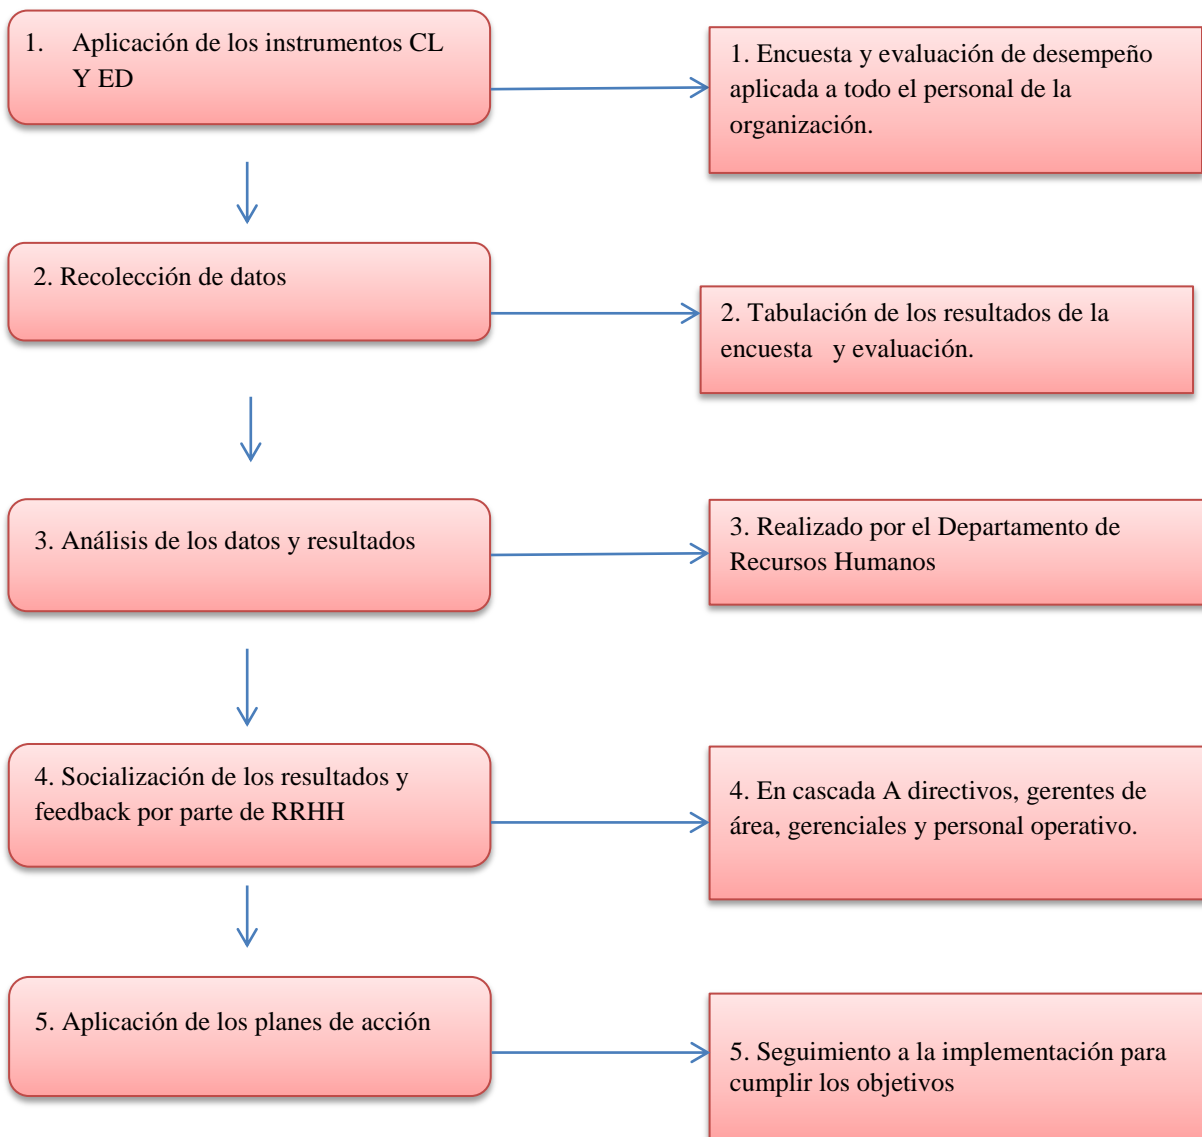 1. Aplicación de los instrumentos CL
Y ED
1. Encuesta y evaluación de desempeño
aplicada a todo el personal de la
organización.
2. Recolección de datos
2. Tabulación de los resultados de la
encuesta y evaluación.
3. Análisis de los datos y resultados
3. Realizado por el Departamento de
Recursos Humanos
4. Socialización de los resultados y
feedback por parte de RRHH
4. En cascada A directivos, gerentes de
área, gerenciales y personal operativo.
5. Aplicación de los planes de acción
5. Seguimiento a la implementación para
cumplir los objetivos